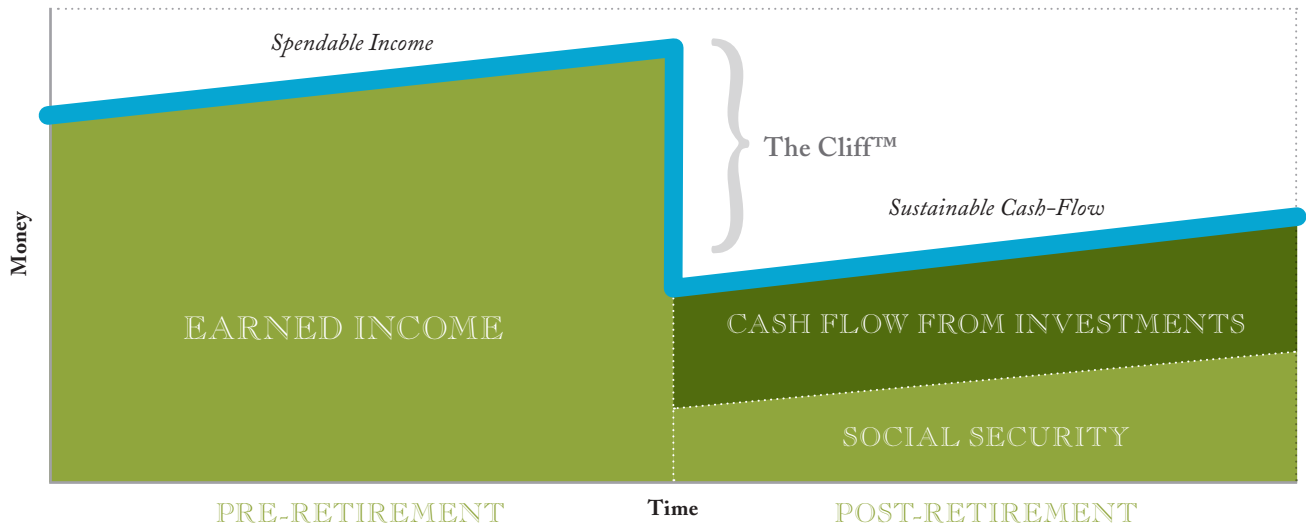 Spendable Income
The Cliff™
Sustainable Cash-Flow
Money
EARNED INCOME
CASH FLOW FROM INVESTMENTS
SOCIAL SECURITY
PRE-RETIREMENT
Time
POST-RETIREMENT